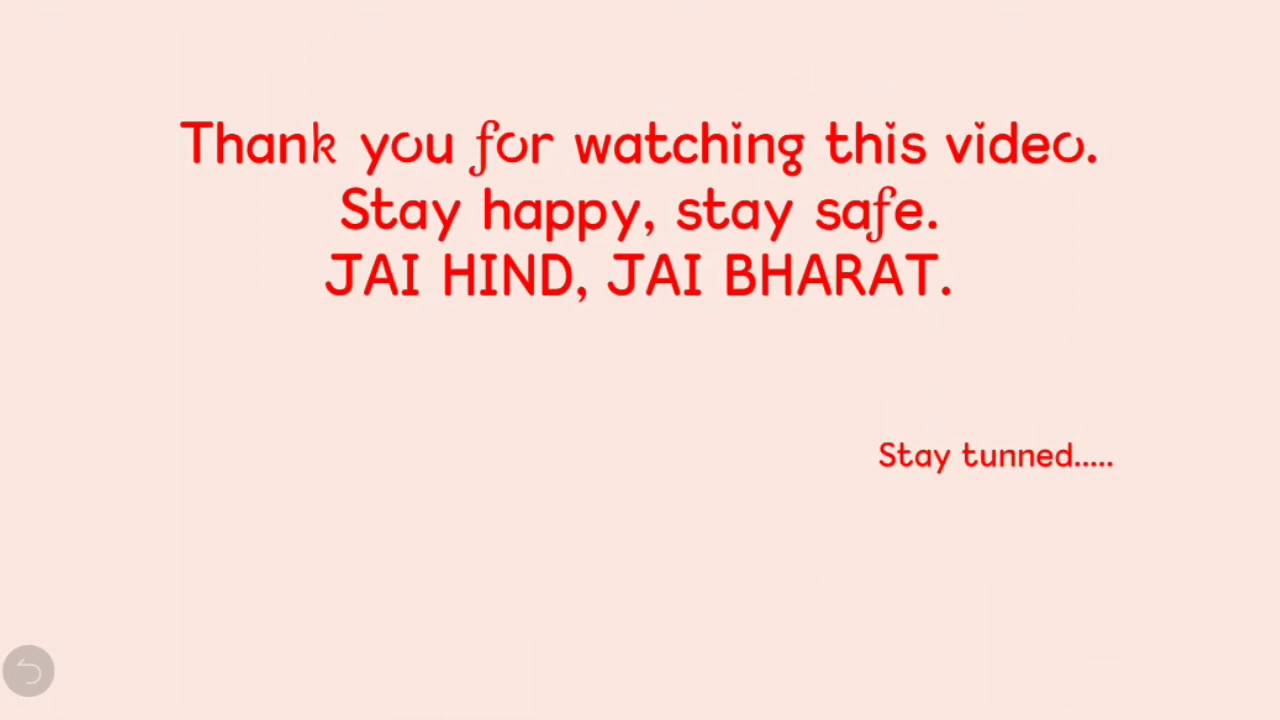 Thank you for watching this video.
Stay happy, stay safe.
JAI HIND, JAI BHARAT.
Stay tunned.....